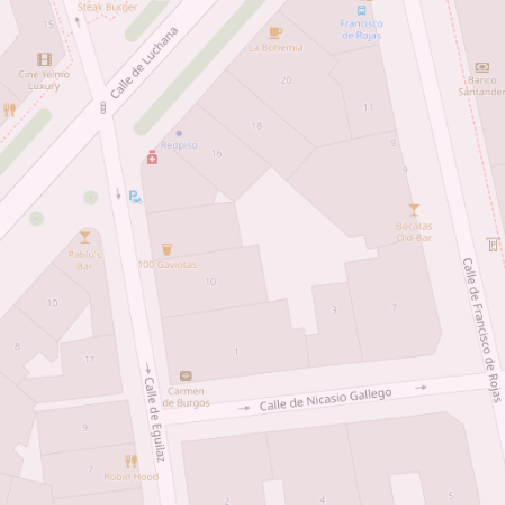 Steak Burger
15
Francisco
de Rojas
La Bohemia
Calle de Luchana
Cine Yelmo
Luxury
20
Banco
Santander
11
18
9
Redpiso
16
9
Bacatas
Old Bar
Pablu's
Bar
100 Gaviotas
10
10
3
7
Calle de Francisco de Rojas
8
11
1
Carmen
de Burgos
Calle de Nicasio Gallego
Calle de Eguilaz
9
7
Robin Hood
2
4
5